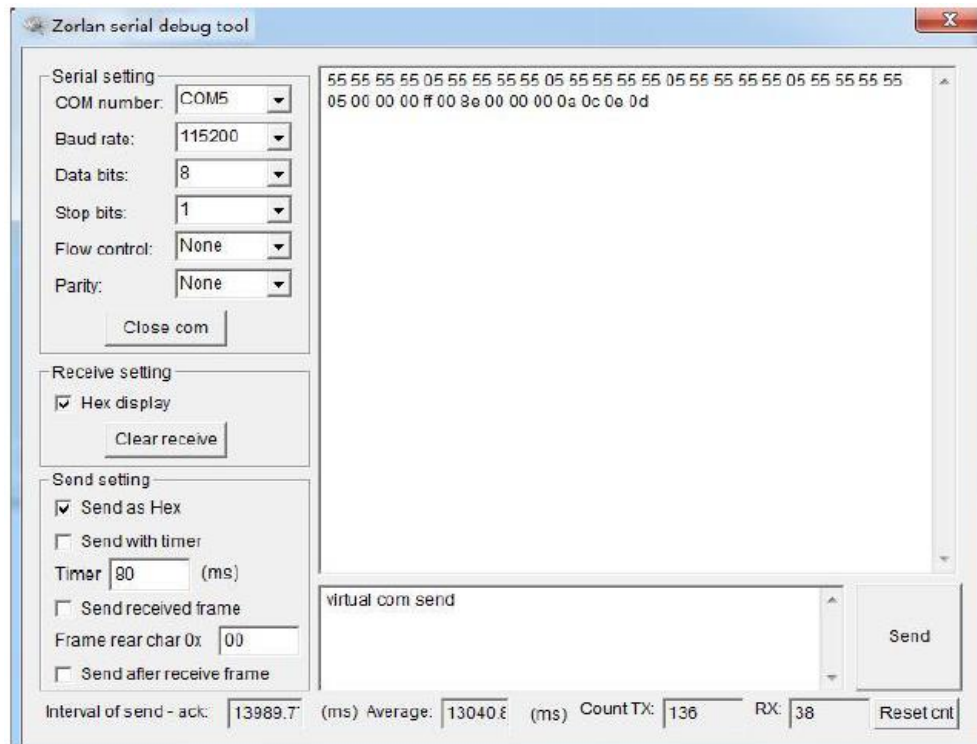 Zorlan serial debug tool
Serial setting
COM number: COM5
Baud rate: 115200
Data bits: 8
Stop bits: 1
Flow control: None
Parity: None
Close com
Receive setting
Hex display
Clear receive
Send setting
Send as Hex
Send with timer
Timer 80 (ms)
Send received frame
Frame rear char 0x 00
Send after receive frame
55 55 55 55 05 55 55 55 55 05 55 55 55 55 05 55 55 55 55 05 55 55 55 55
05 00 00 00 ff 00 8e 00 00 00 0a 0c 0e 0d
virtual com send
Send
Interval of send - ack: 13989.7 (ms) Average: 13040.8 (ms) Count TX: 136 RX: 38 Reset cnt